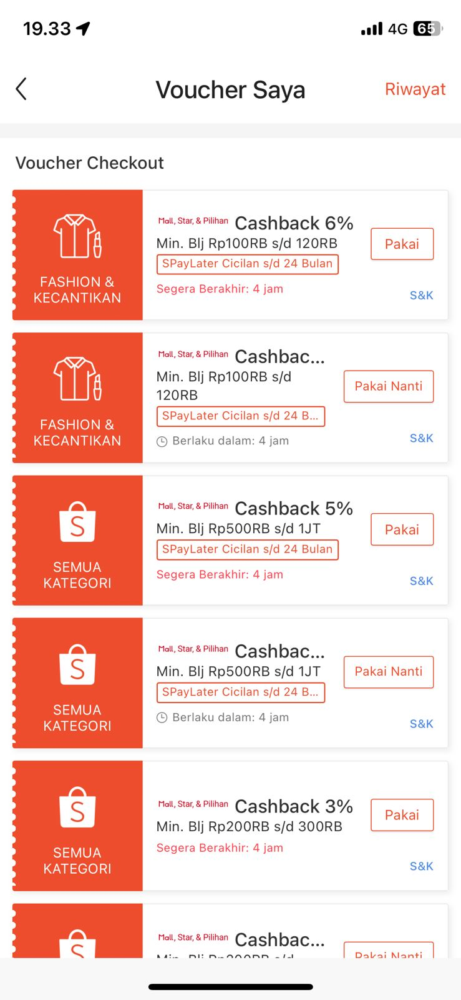 19.33
4G 65
Voucher Saya
Riwayat
Voucher Checkout
FASHION &
KECANTIKAN
Mall, Star, & Pilihan Cashback 6%
Min. Blj Rp100RB s/d 120RB
SPayLater Cicilan s/d 24 Bulan
Segera Berakhir: 4 jam
Pakai
S&K
FASHION &
KECANTIKAN
Mall, Star, & Pilihan Cashbac...
Min. Blj Rp100RB s/d
120RB
SPayLater Cicilan s/d 24 B...
Berlaku dalam: 4 jam
Pakai Nanti
S&K
SEMUA
KATEGORI
Mall, Star, & Pilihan Cashback 5%
Min. Blj Rp500RB s/d 1JT
SPayLater Cicilan s/d 24 Bulan
Segera Berakhir: 4 jam
Pakai
S&K
SEMUA
KATEGORI
Mall, Star, & Pilihan Cashbac...
Min. Blj Rp500RB s/d 1JT
SPayLater Cicilan s/d 24 B...
Berlaku dalam: 4 jam
Pakai Nanti
S&K
SEMUA
KATEGORI
Mall, Star, & Pilihan Cashback 3%
Min. Blj Rp200RB s/d 300RB
Segera Berakhir: 4 jam
Pakai
S&K
Mall, Star, & Pilihan Cashbac...
Min. Blj Rp200RB s/d
Pakai Nanti